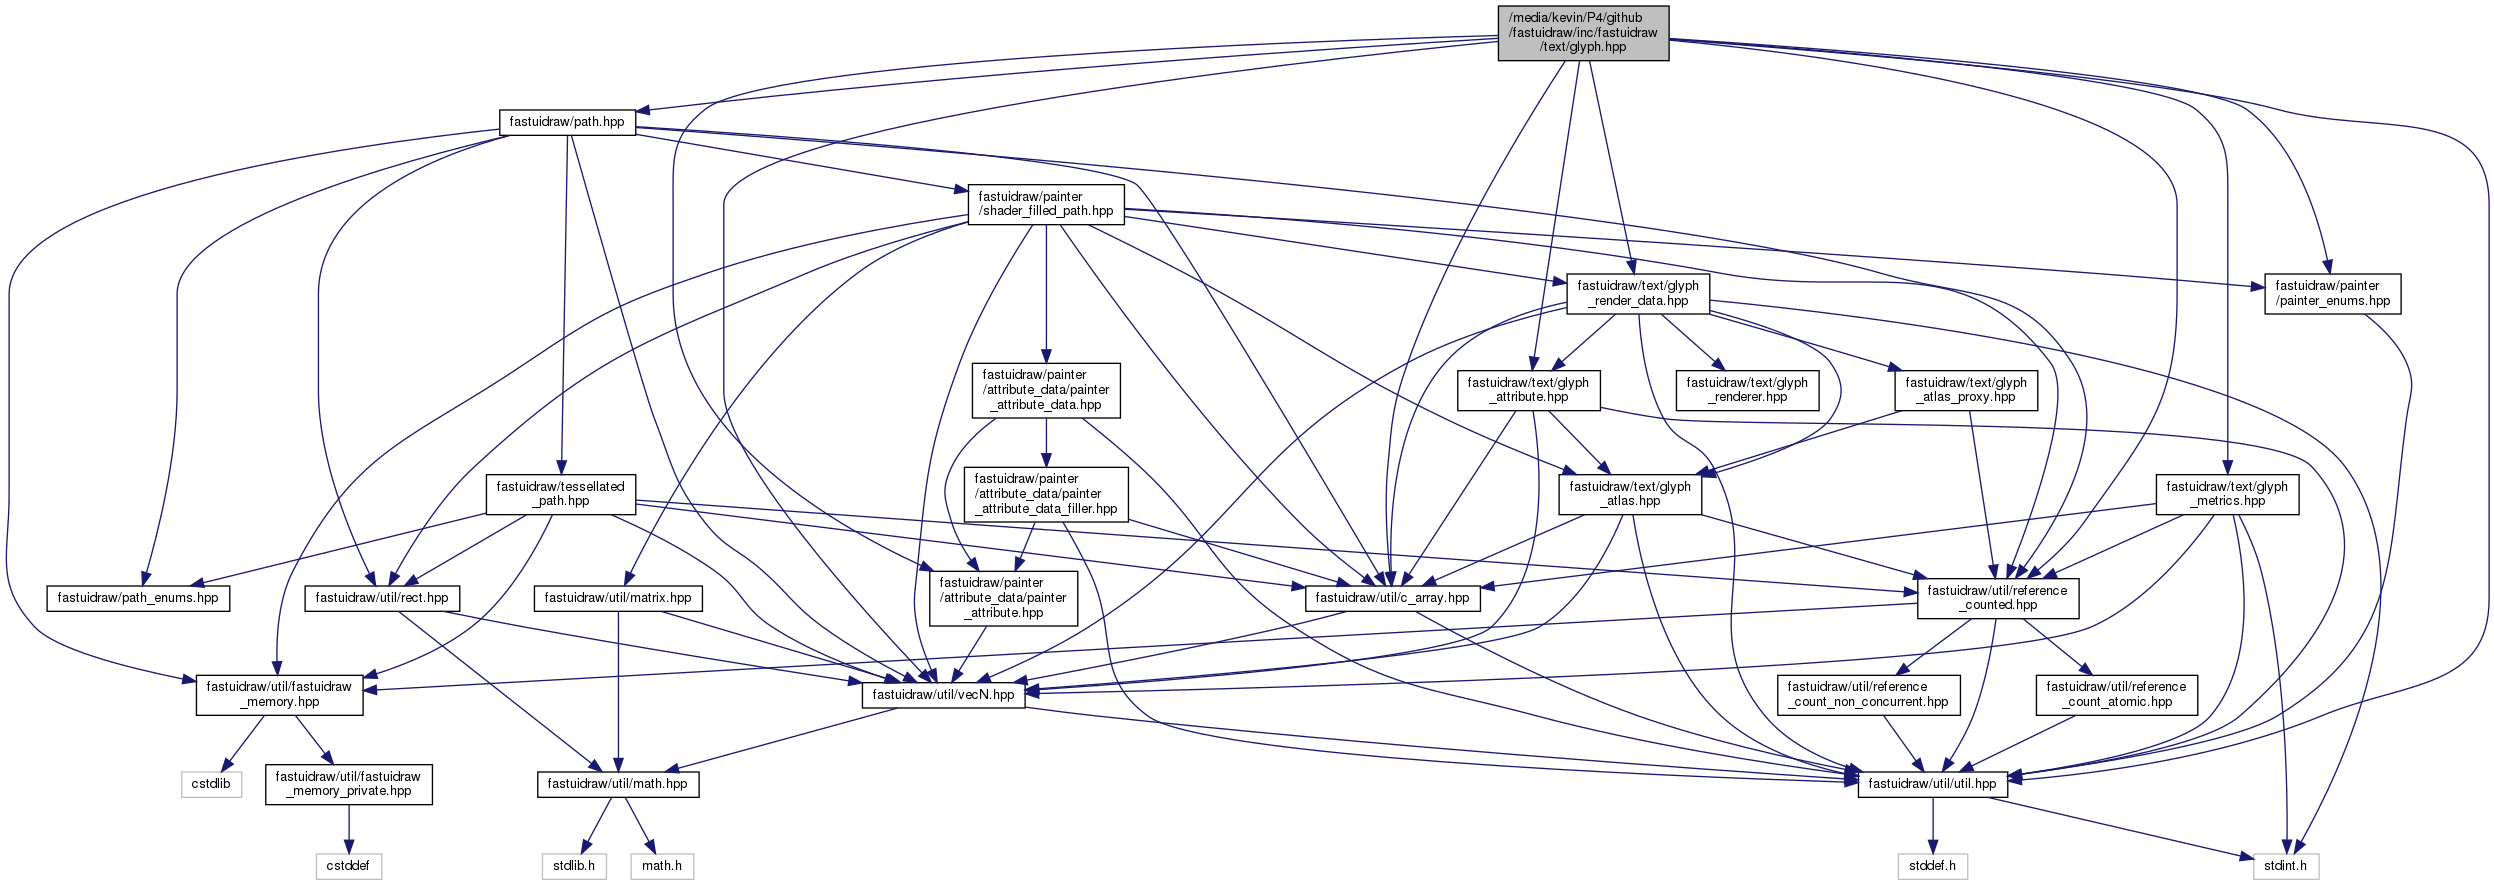 /media/kevin/P4/github
/fastuidraw/inc/fastuidraw
/text/glyph.hpp
fastuidraw/path.hpp
fastuidraw/painter
/shader_filled_path.hpp
fastuidraw/text/glyph
_render_data.hpp
fastuidraw/painter
/painter_enums.hpp
fastuidraw/painter
/attribute_data/painter
_attribute_data.hpp
fastuidraw/text/glyph
_attribute.hpp
fastuidraw/text/glyph
_renderer.hpp
fastuidraw/text/glyph
_atlas_proxy.hpp
fastuidraw/tessellated
_path.hpp
fastuidraw/painter
/attribute_data/painter
_attribute_data_filler.hpp
fastuidraw/text/glyph
_atlas.hpp
fastuidraw/text/glyph
_metrics.hpp
fastuidraw/path_enums.hpp
fastuidraw/util/rect.hpp
fastuidraw/util/matrix.hpp
fastuidraw/painter
/attribute_data/painter
_attribute.hpp
fastuidraw/util/c_array.hpp
fastuidraw/util/reference
_counted.hpp
fastuidraw/util/fastuidraw
_memory.hpp
fastuidraw/util/vecN.hpp
fastuidraw/util/reference
_count_non_concurrent.hpp
fastuidraw/util/reference
_count_atomic.hpp
cstdlib
fastuidraw/util/fastuidraw
_memory_private.hpp
fastuidraw/util/math.hpp
fastuidraw/util/util.hpp
cstddef
stdlib.h
math.h
stddef.h
stdint.h